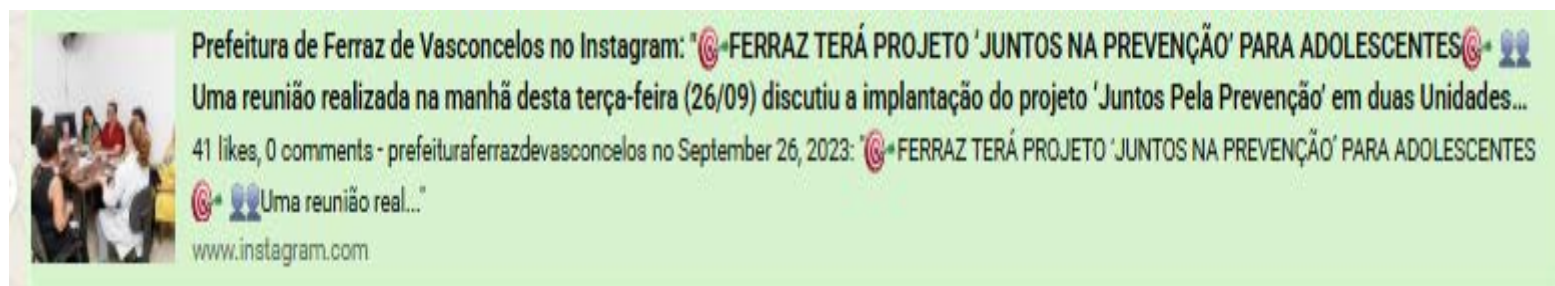 Prefeitura de Ferraz de Vasconcelos no Instagram: "🎯FERRAZ TERÁ PROJETO ‘JUNTOS NA PREVENÇÃO’ PARA ADOLESCENTES🎯 👥
Uma reunião realizada na manhã desta terça-feira (26/09) discutiu a implantação do projeto ‘Juntos Pela Prevenção’ em duas Unidades...
41 likes, 0 comments - prefeituraferrazdevasconcelos no September 26, 2023: "🎯FERRAZ TERÁ PROJETO ‘JUNTOS NA PREVENÇÃO’ PARA ADOLESCENTES
🎯 👥Uma reunião real..."
www.instagram.com